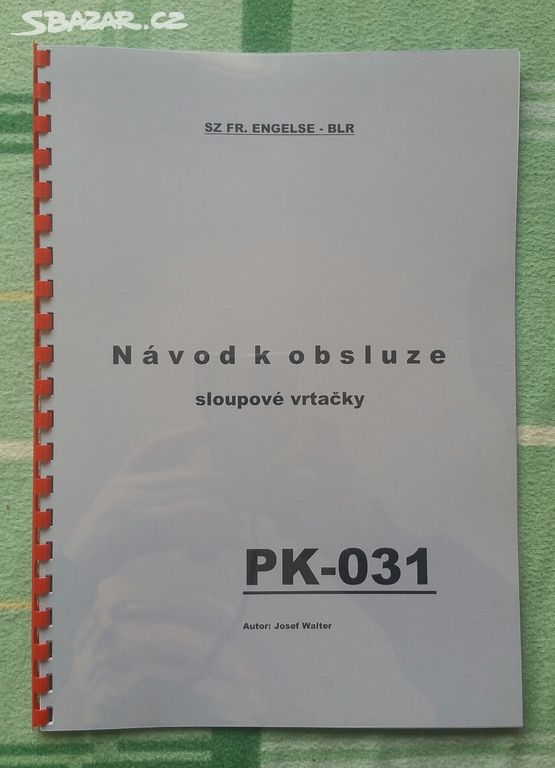 SBAZAR.CZ
SZ FR. ENGELSE - BLR
Návod k obsluze
sloupové vrtačky
PK-031
Autor: Josef Walter